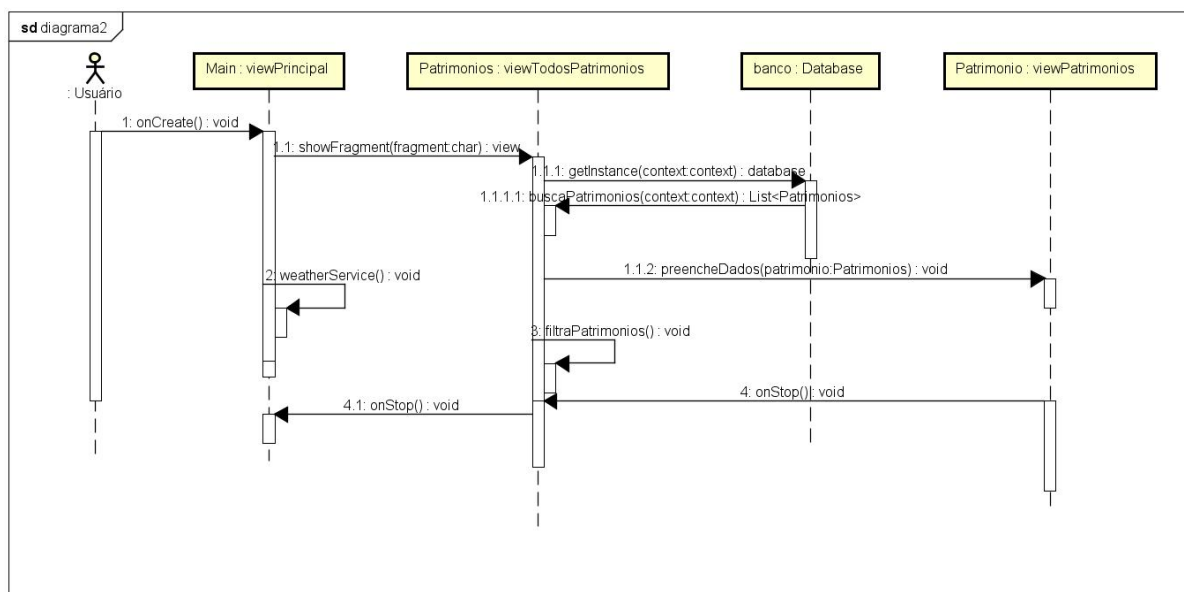 sd diagrama2
: Usuário
Main : viewPrincipal
Patrimonios : viewTodosPatrimonios
banco : Database
Patrimonio : viewPatrimonios
1: onCreate() : void
1.1: showFragment(fragment:char) : view
1.1.1: getInstance(context:context) : database
1.1.1.1: buscaPatrimonios(context:context) : List<Patrimonios>
1.1.2: preencheDados(patrimonio:Patrimonios) : void
2: weatherService() : void
3: filtraPatrimonios() : void
4: onStop() : void
4.1: onStop() : void